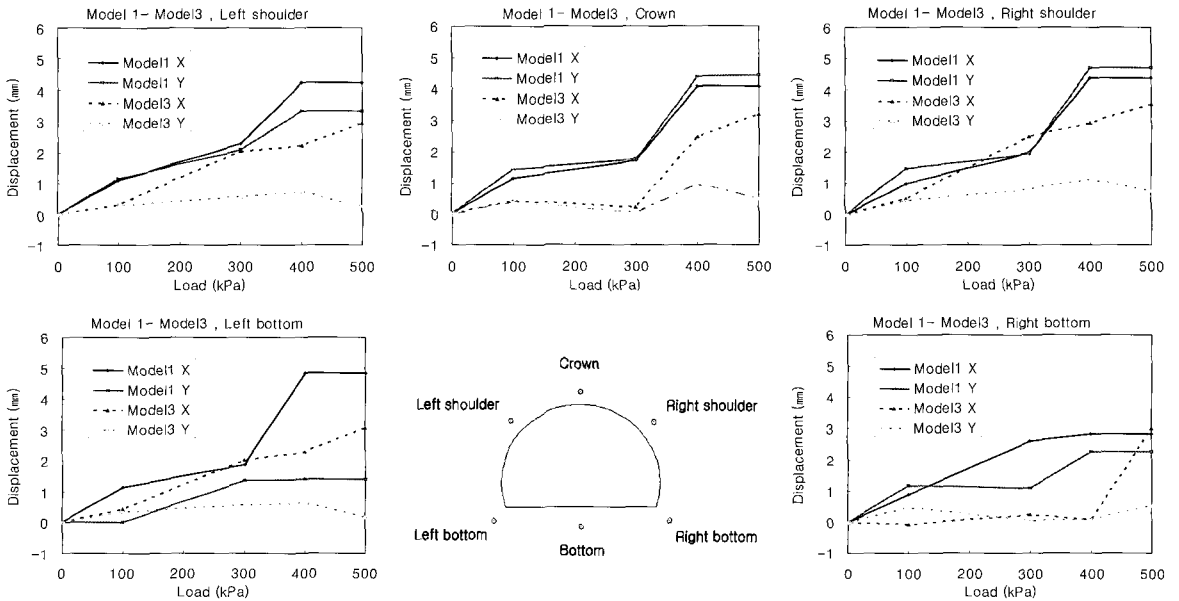 Model 1- Model3 , Left shoulder
6
5
4
3
2
1
0
-1
Displacement (mm)
Model1 X
Model1 Y
Model3 X
Model3 Y
0 100 200 300 400 500
Load (kPa)
Model 1- Model3 , Crown
6
5
4
3
2
1
0
-1
Displacement (mm)
Model1 X
Model1 Y
Model3 X
Model3 Y
0 100 200 300 400 500
Load (kPa)
Model 1- Model3 , Right shoulder
6
5
4
3
2
1
0
-1
Displacement (mm)
Model1 X
Model1 Y
Model3 X
Model3 Y
0 100 200 300 400 500
Load (kPa)
Model 1- Model3 , Left bottom
6
5
4
3
2
1
0
-1
Displacement (mm)
Model1 X
Model1 Y
Model3 X
Model3 Y
0 100 200 300 400 500
Load (kPa)
Crown
Left shoulder
Right shoulder
Left bottom
Bottom
Right bottom
Model 1- Model3 , Right bottom
6
5
4
3
2
1
0
-1
Displacement (mm)
Model1 X
Model1 Y
Model3 X
Model3 Y
0 100 200 300 400 500
Load (kPa)